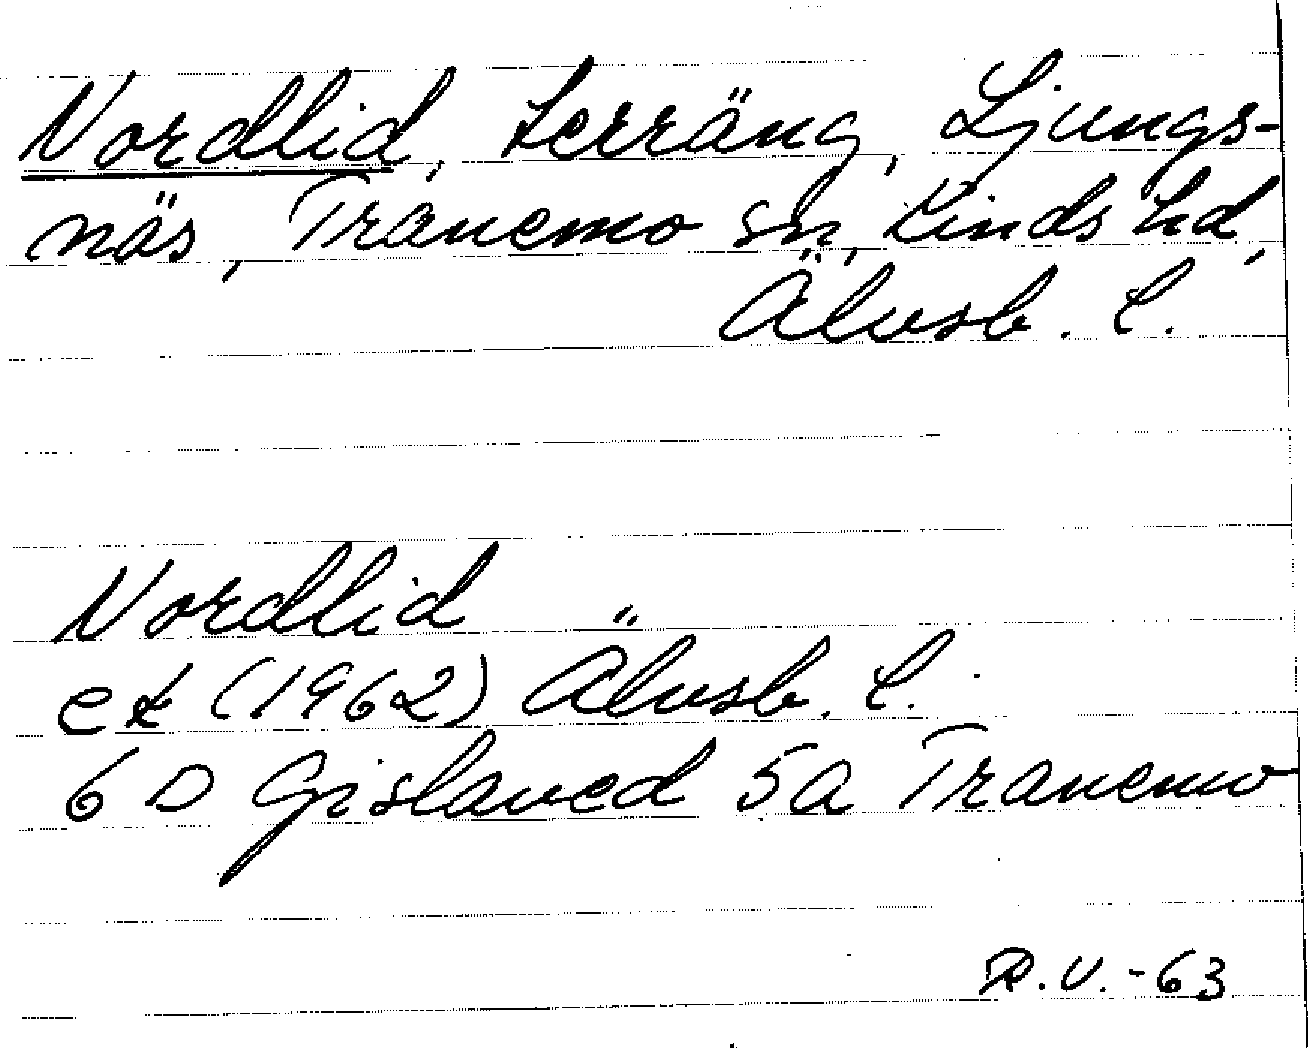 Nordlid, terräng, Ljungs-
näs, Tranemo sn, Kinds hd,
Älvsb. l.
Nordlid
ek (1962) Älvsb. l.
6 D Gislaved 5a Tranemo
R.V. -63